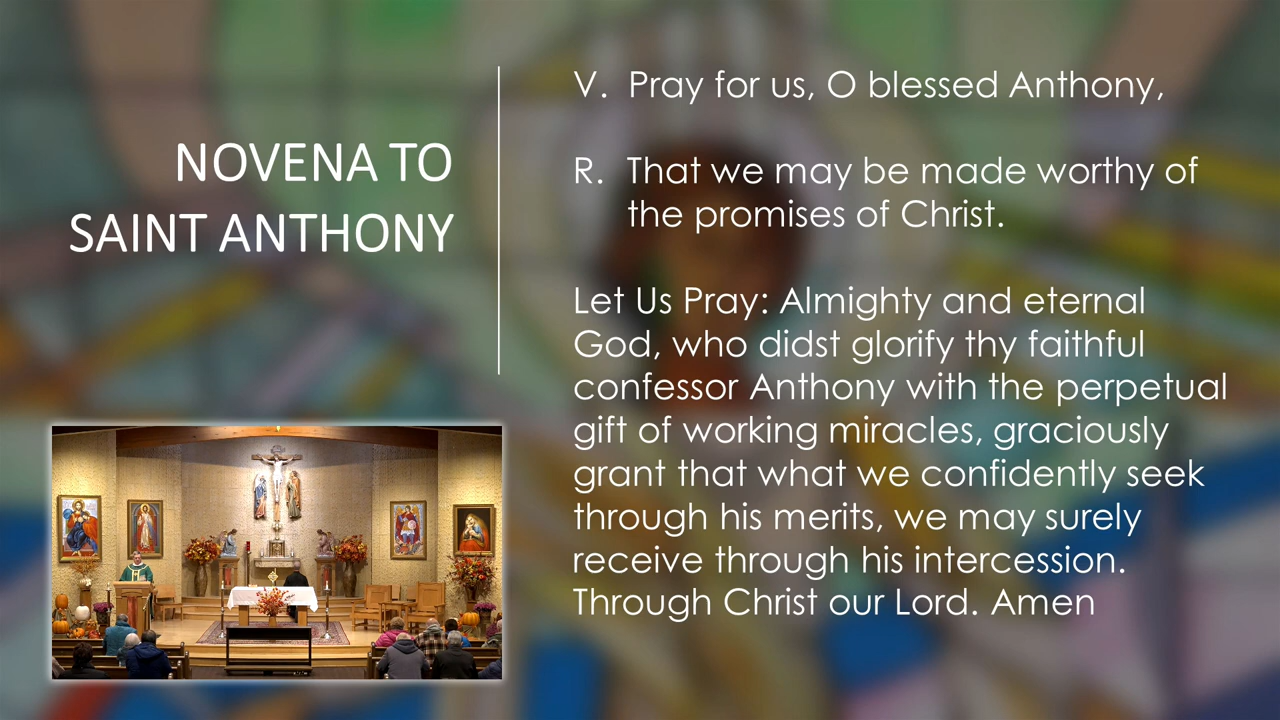 NOVENA TO
SAINT ANTHONY
V. Pray for us, O blessed Anthony,
R. That we may be made worthy of
the promises of Christ.
Let Us Pray: Almighty and eternal
God, who didst glorify thy faithful
confessor Anthony with the perpetual
gift of working miracles, graciously
grant that what we confidently seek
through his merits, we may surely
receive through his intercession.
Through Christ our Lord. Amen